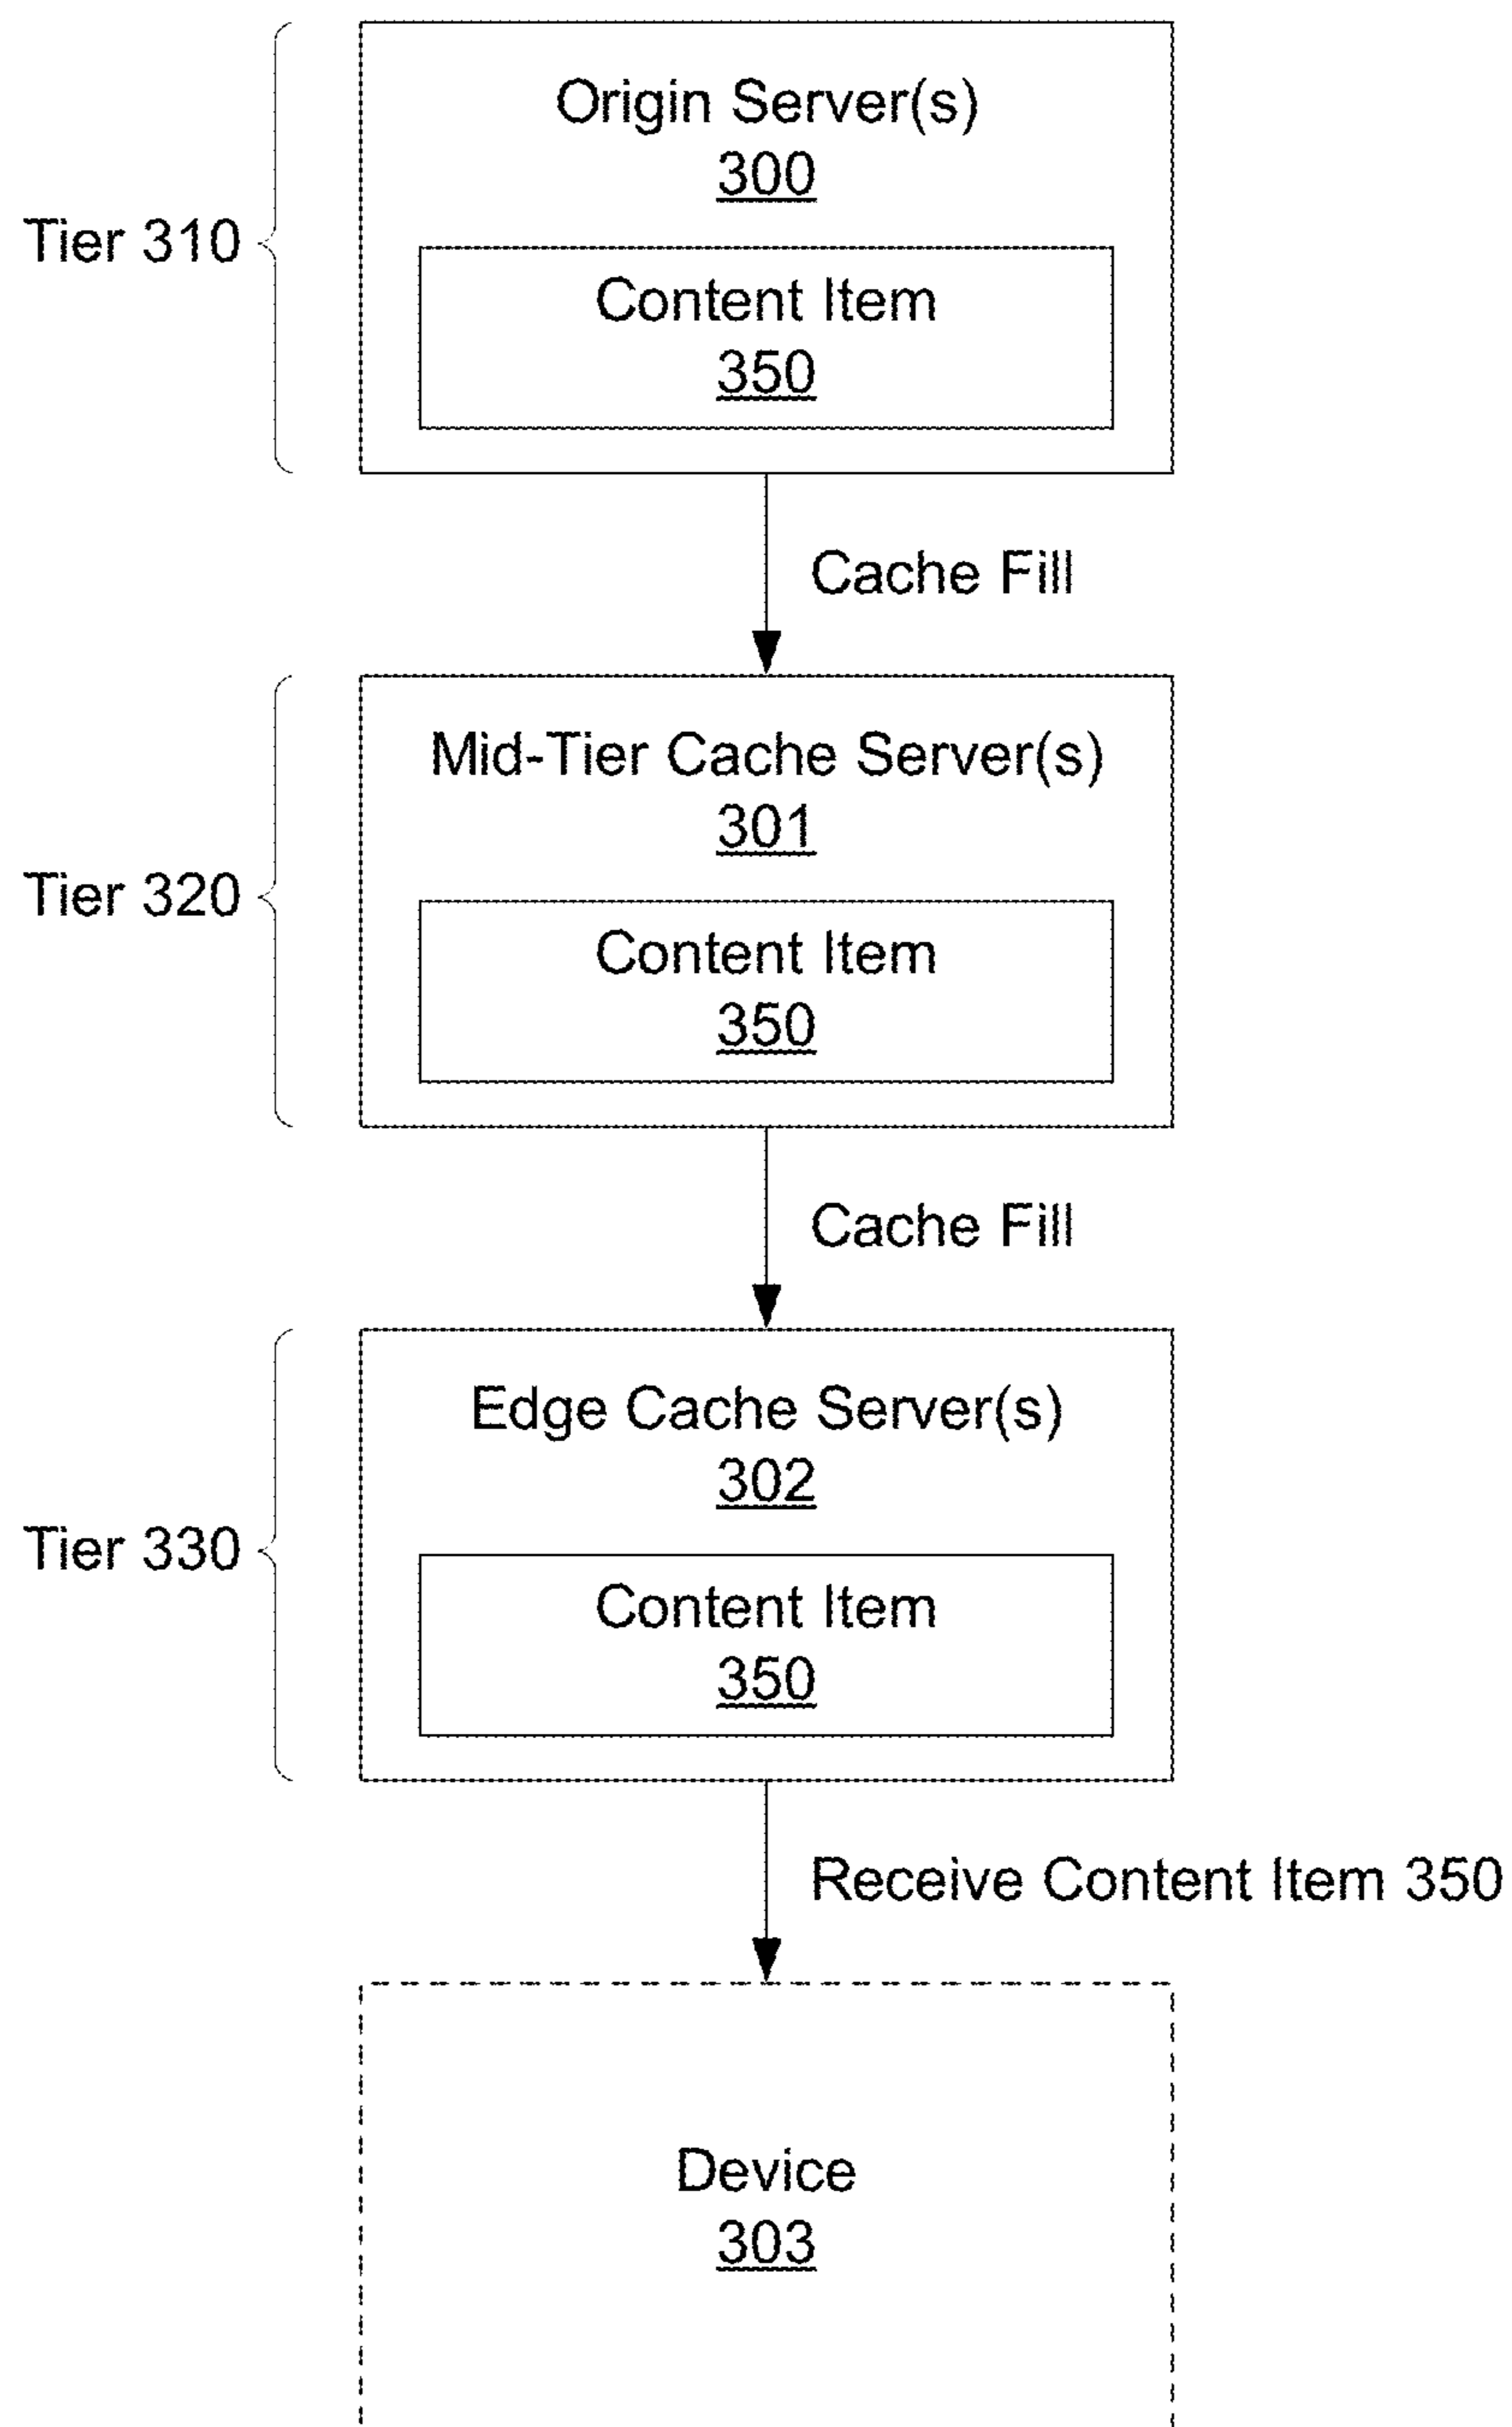 Origin Server(s)
300
Tier 310
Content Item
350
Cache Fill
Mid-Tier Cache Server(s)
301
Tier 320
Content Item
350
Cache Fill
Edge Cache Server(s)
302
Tier 330
Content Item
350
Receive Content Item 350
Device
303